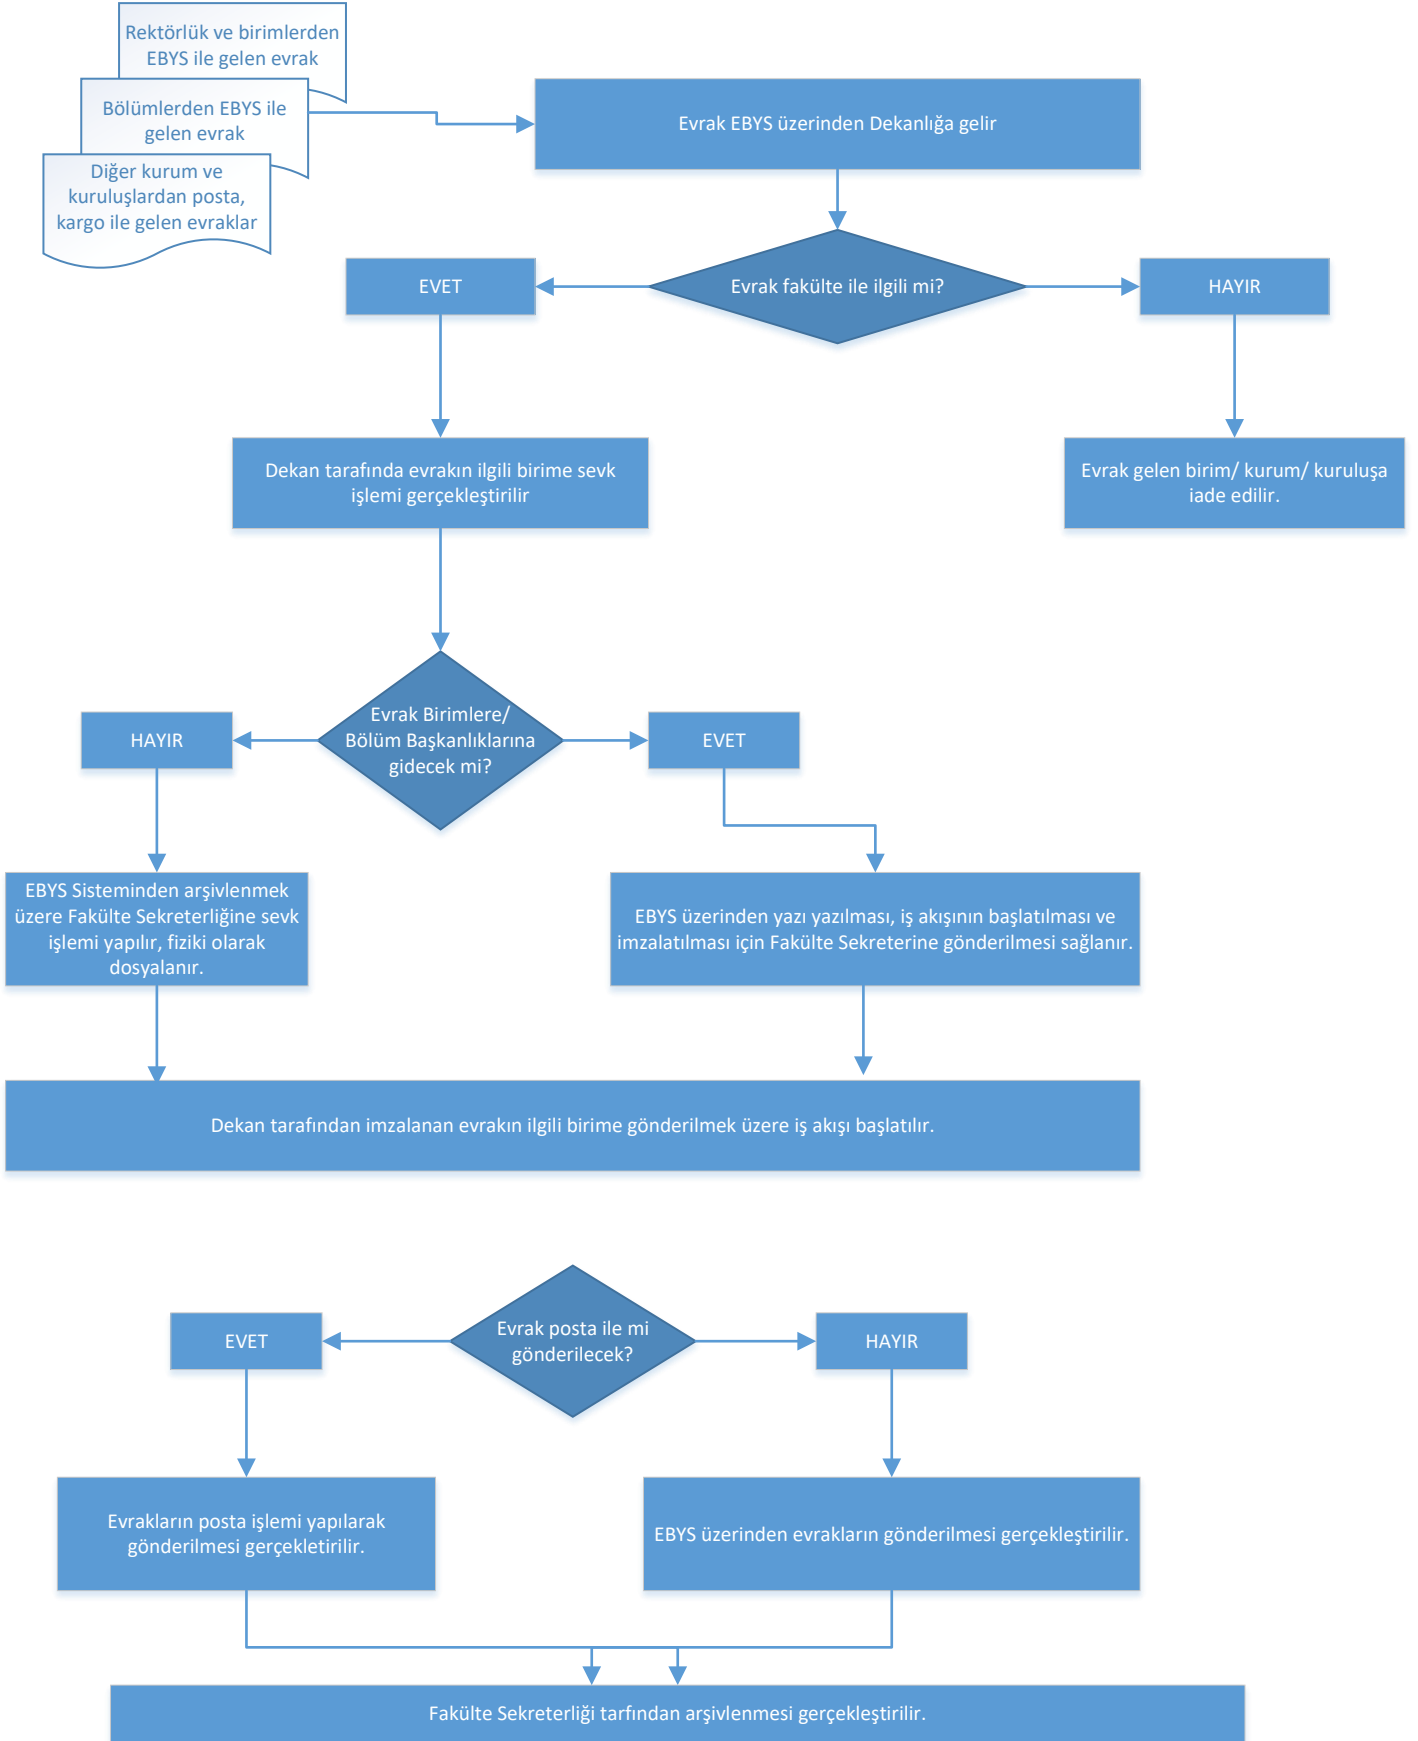 Rektörlük ve birimlerden
EBYS ile gelen evrak
Bölümlerden EBYS ile
gelen evrak
Diğer kurum ve
kuruluşlardan posta,
kargo ile gelen evraklar
Evrak EBYS üzerinden Dekanlığa gelir
EVET
Evrak fakülte ile ilgili mi?
HAYIR
Dekan tarafında evrakın ilgili birime sevk
işlemi gerçekleştirilir
Evrak gelen birim/ kurum/ kuruluşa
iade edilir.
HAYIR
Evrak Birimlere/
Bölüm Başkanlıklarına
gidecek mi?
EVET
EBYS Sisteminden arşivlenmek
üzere Fakülte Sekreterliğine sevk
işlemi yapılır, fiziki olarak
dosyalanır.
EBYS üzerinden yazı yazılması, iş akışının başlatılması ve
imzalatılması için Fakülte Sekreterine gönderilmesi sağlanır.
Dekan tarafından imzalanan evrakın ilgili birime gönderilmek üzere iş akışı başlatılır.
EVET
Evrak posta ile mi
gönderilecek?
HAYIR
Evrakların posta işlemi yapılarak
gönderilmesi gerçekletirilir.
EBYS üzerinden evrakların gönderilmesi gerçekleştirilir.
Fakülte Sekreterliği tarfından arşivlenmesi gerçekleştirilir.